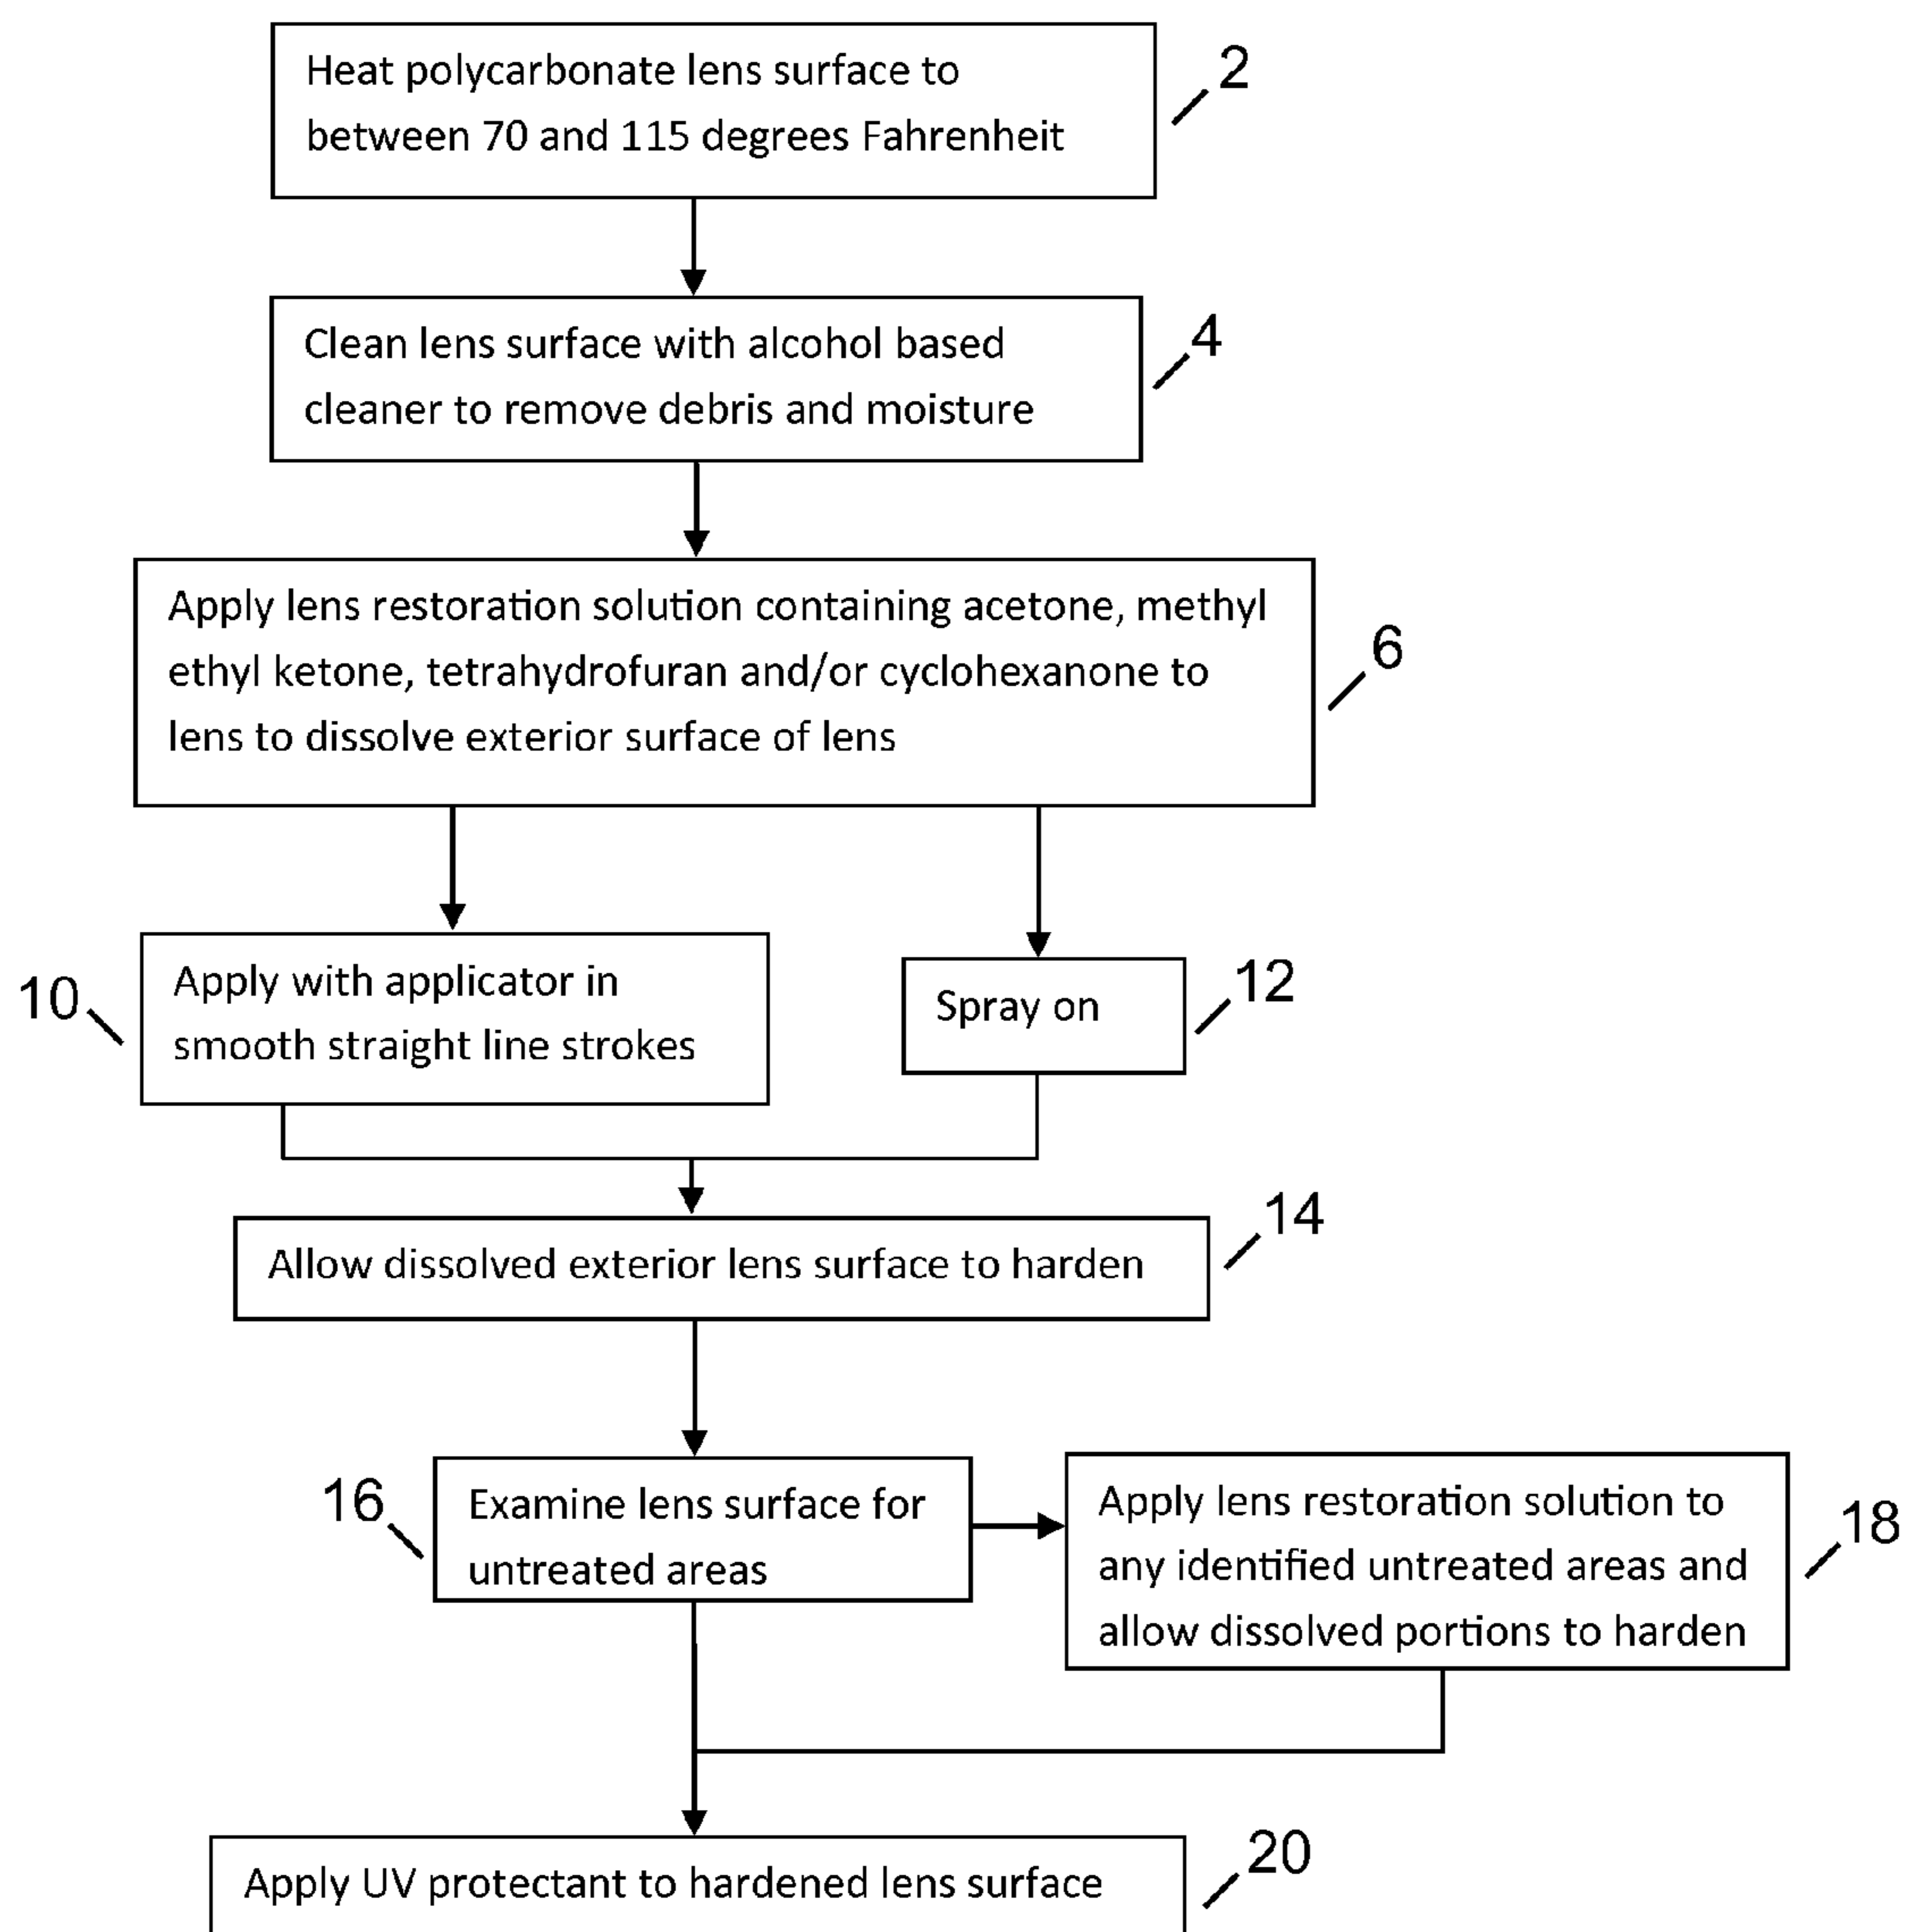 Heat polycarbonate lens surface to
between 70 and 115 degrees Fahrenheit
2
Clean lens surface with alcohol based
cleaner to remove debris and moisture
4
Apply lens restoration solution containing acetone, methyl
ethyl ketone, tetrahydrofuran and/or cyclohexanone to
lens to dissolve exterior surface of lens
6
10
Apply with applicator in
smooth straight line strokes
Spray on
12
Allow dissolved exterior lens surface to harden
14
16
Examine lens surface for
untreated areas
Apply lens restoration solution to
any identified untreated areas and
allow dissolved portions to harden
18
Apply UV protectant to hardened lens surface
20